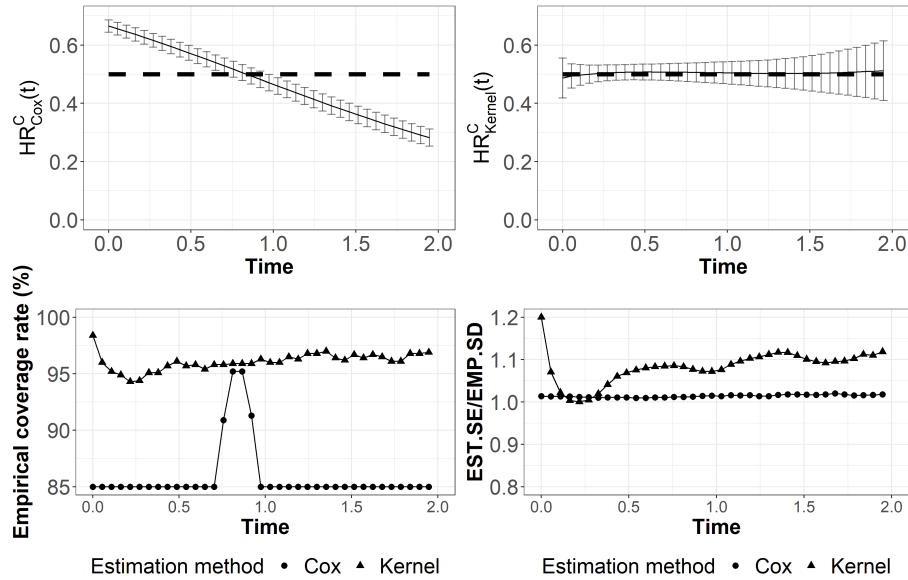 HR^C_Cox(t)
0.6
0.4
0.2
0.0
0.0 0.5 1.0 1.5 2.0
Time
HR^C_Kernel(t)
0.6
0.4
0.2
0.0
0.0 0.5 1.0 1.5 2.0
Time
Empirical coverage rate (%)
100
95
90
85
0.0 0.5 1.0 1.5 2.0
Time
EST.SE/EMP.SD
1.2
1.1
1.0
0.9
0.8
0.0 0.5 1.0 1.5 2.0
Time
Estimation method Cox Kernel
Estimation method Cox Kernel